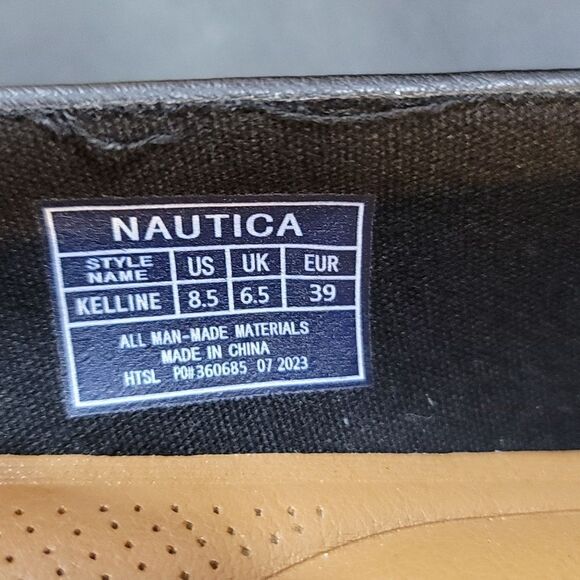 NAUTICA
STYLE NAME US UK EUR
KELLINE 8.5 6.5 39
ALL MAN-MADE MATERIALS
MADE IN CHINA
HTSL PO#360685 07 2023